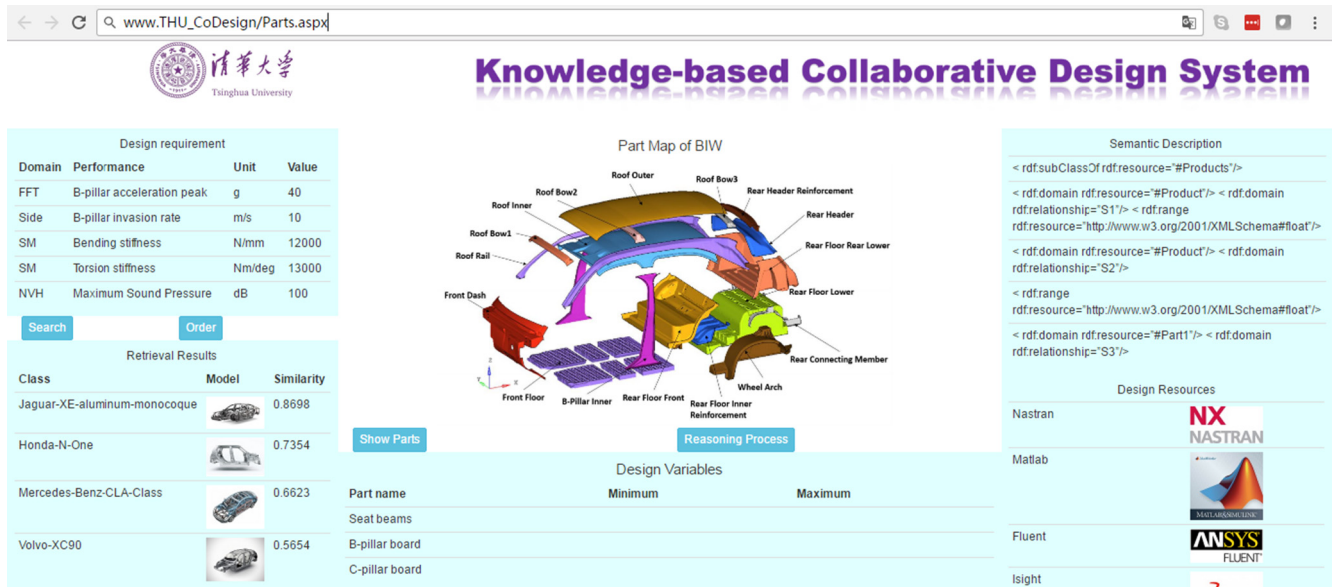 www.THU_CoDesign/Parts.aspx
清华大学
Tsinghua University
Knowledge-based Collaborative Design System
Design requirement
Domain Performance Unit Value
FFT B-pillar acceleration peak g 40
Side B-pillar invasion rate m/s 10
SM Bending stiffness N/mm 12000
SM Torsion stiffness Nm/deg 13000
NVH Maximum Sound Pressure dB 100
Search Order
Retrieval Results
Class Model Similarity
Jaguar-XE-aluminum-monocoque 0.8698
Honda-N-One 0.7354
Mercedes-Benz-CLA-Class 0.6623
Volvo-XC90 0.5654
Part Map of BIW
Roof Outer
Roof Bow3
Roof Bow2
Rear Header Reinforcement
Roof Inner
Rear Header
Roof Bow1
Rear Floor Rear Lower
Roof Rail
Rear Floor Lower
Front Dash
Rear Connecting Member
Wheel Arch
Front Floor
B-Pillar Inner
Rear Floor Front
Rear Floor Inner
Reinforcement
Z
Y
X
Show Parts Reasoning Process
Design Variables
Part name Minimum Maximum
Seat beams
B-pillar board
C-pillar board
Semantic Description
< rdf:subClassOf rdf:resource="#Products"/>
< rdf:domain rdf:resource="#Product"/> < rdf:domain
rdf:relationship="S1"/> < rdf:range
rdf:resource="http://www.w3.org/2001/XMLSchema#float"/>
< rdf:domain rdf:resource="#Product"/> < rdf:domain
rdf:relationship="S2"/>
< rdf:range
rdf:resource="http://www.w3.org/2001/XMLSchema#float"/>
< rdf:domain rdf:resource="#Part1"/> < rdf:domain
rdf:relationship="S3"/>
Design Resources
Nastran
NX
NASTRAN
Matlab
MATLAB&SIMULINK
Fluent
ANSYS
FLUENT
Isight